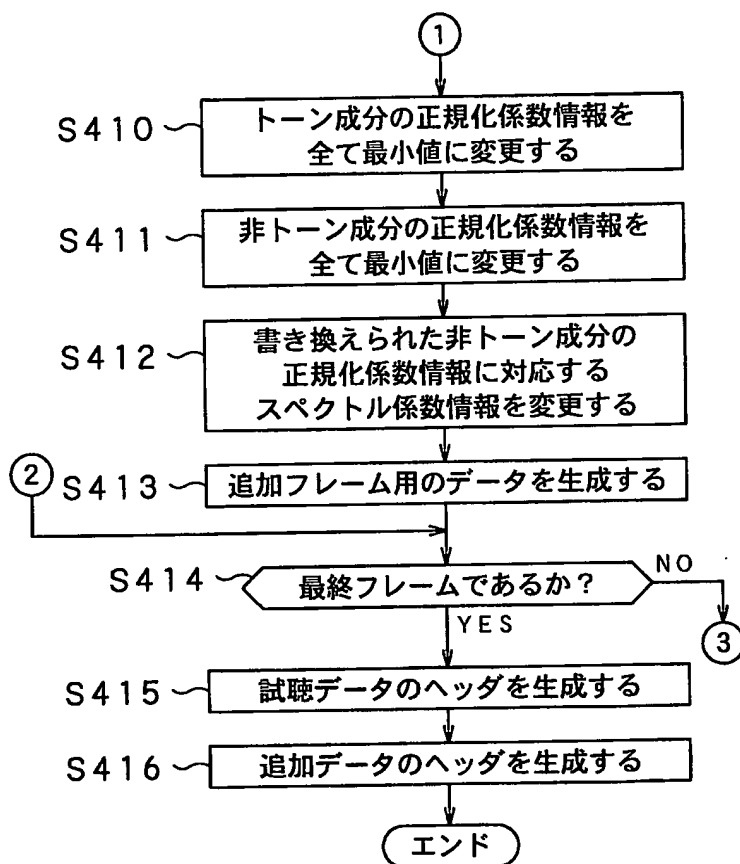 1
S410
トーン成分の正規化係数情報を
全て最小値に変更する
S411
非トーン成分の正規化係数情報を
全て最小値に変更する
S412
書き換えられた非トーン成分の
正規化係数情報に対応する
スペクトル係数情報を変更する
2
S413
追加フレーム用のデータを生成する
S414
最終フレームであるか?
NO
YES
3
S415
試聴データのヘッダを生成する
S416
追加データのヘッダを生成する
エンド